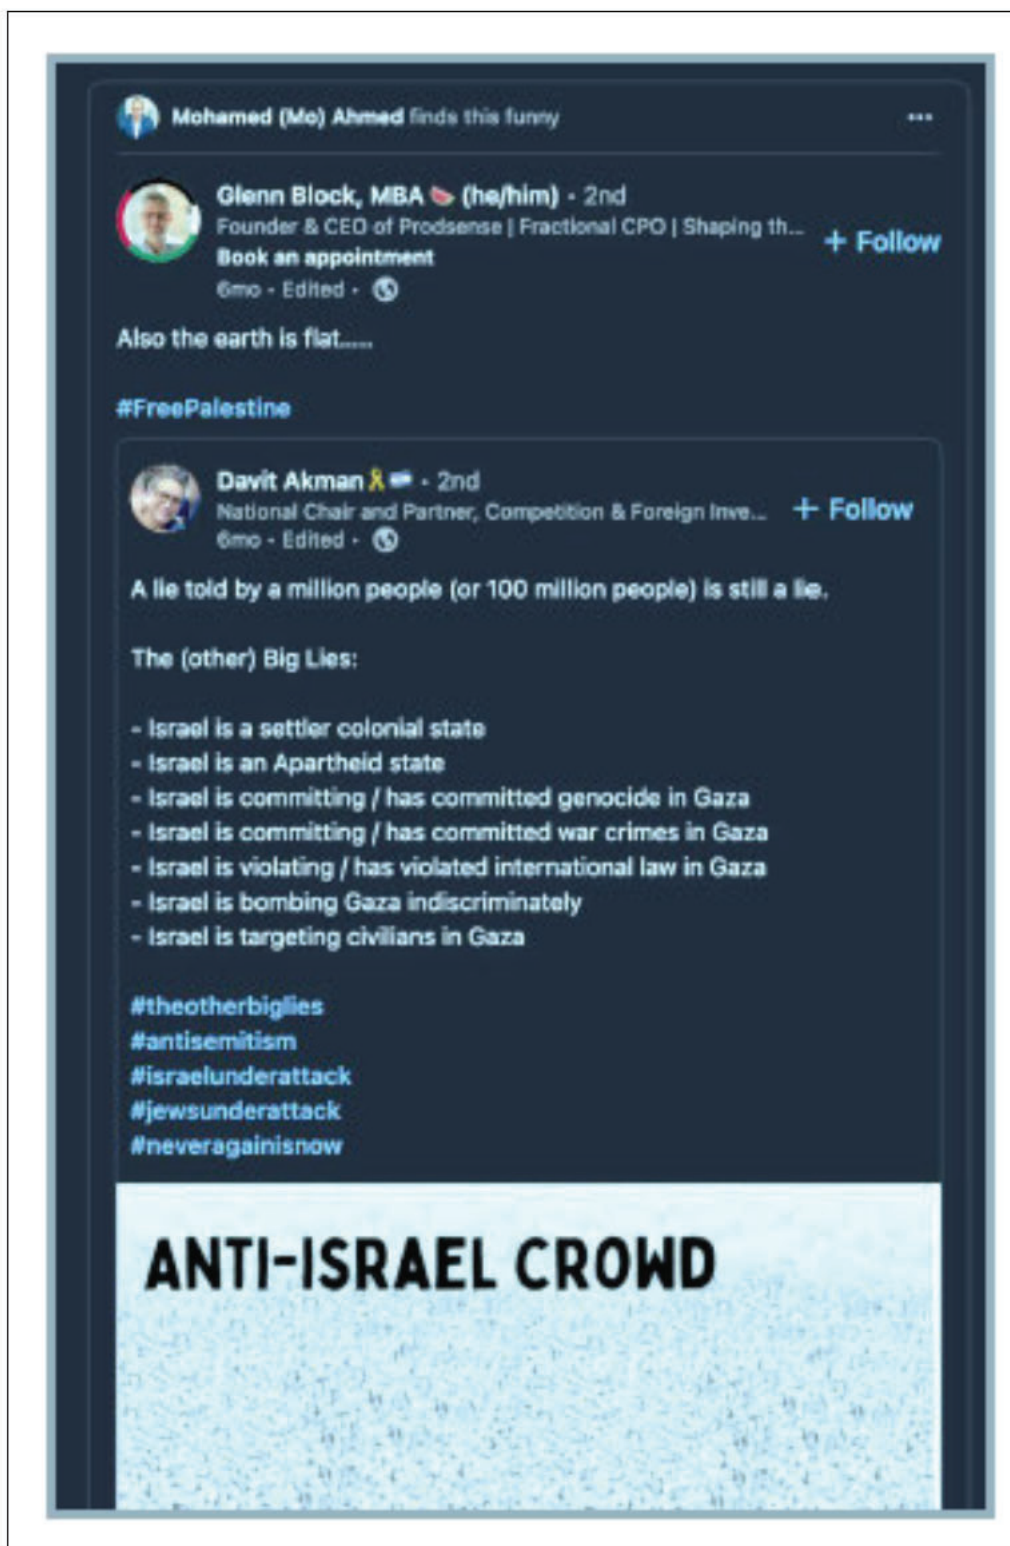 Mohamed (Mo) Ahmed finds this funny
Glenn Block, MBA 🍉 (he/him) • 2nd
Founder & CEO of Prodsense | Fractional CPO | Shaping th...
+ Follow
Book an appointment
6mo • Edited •
Also the earth is flat.....
#FreePalestine
Davit Akman 🎗️ • 2nd
National Chair and Partner, Competition & Foreign Inve...
+ Follow
6mo • Edited •
A lie told by a million people (or 100 million people) is still a lie.
The (other) Big Lies:
- Israel is a settler colonial state
- Israel is an Apartheid state
- Israel is committing / has committed genocide in Gaza
- Israel is committing / has committed war crimes in Gaza
- Israel is violating / has violated international law in Gaza
- Israel is bombing Gaza indiscriminately
- Israel is targeting civilians in Gaza
#theotherbiglies
#antisemitism
#israelunderattack
#jewsunderattack
#neveragainisnow
ANTI-ISRAEL CROWD